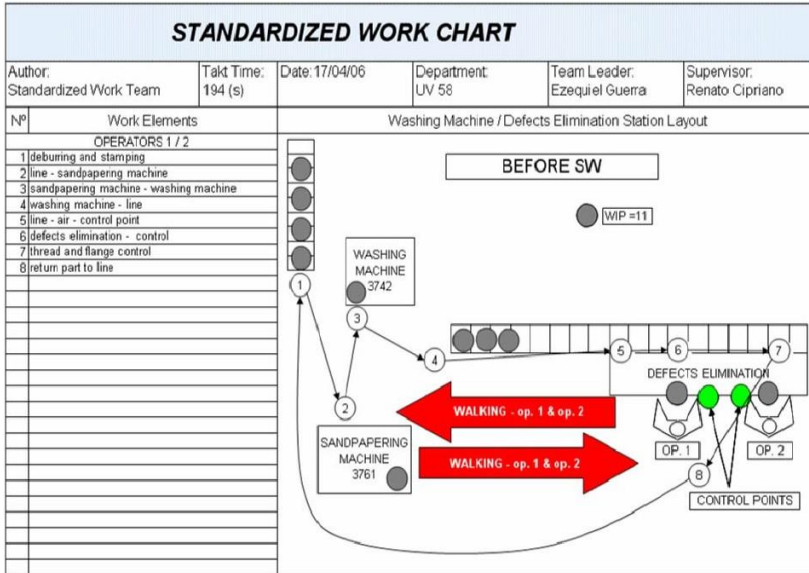 STANDARDIZED WORK CHART
Author:
Standardized Work Team
Takt Time:
194 (s)
Date: 17/04/06
Department:
UV 58
Team Leader:
Ezequiel Guerra
Supervisor:
Renato Cipriano
Nº
Work Elements
Washing Machine / Defects Elimination Station Layout
OPERATORS 1 / 2
1 deburring and stamping
2 line - sandpapering machine
3 sandpapering machine - washing machine
4 washing machine - line
5 line - air - control point
6 defects elimination - control
7 thread and flange control
8 return part to line
BEFORE SW
WIP =11
WASHING
MACHINE
3742
1
3
4
5
6
7
2
DEFECTS ELIMINATION
WALKING - op. 1 & op. 2
SANDPAPERING
MACHINE
3761
WALKING - op. 1 & op. 2
OP. 1
OP. 2
8
CONTROL POINTS